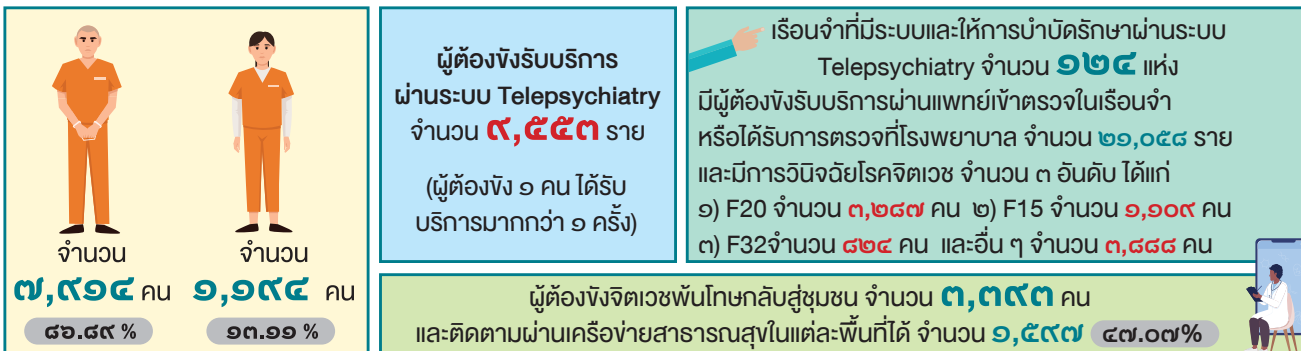 จำนวน
๗,๙๑๔ คน
๘๖.๘๙ %
จำนวน
๑,๑๙๔ คน
๑๓.๑๑ %
ผู้ต้องขังรับบริการ
ผ่านระบบ Telepsychiatry
จำนวน ๙,๕๕๓ ราย
(ผู้ต้องขัง ๑ คน ได้รับ
บริการมากกว่า ๑ ครั้ง)
เรือนจำที่มีระบบและให้การบำบัดรักษาผ่านระบบ
Telepsychiatry จำนวน ๑๒๔ แห่ง
มีผู้ต้องขังรับบริการผ่านแพทย์เข้าตรวจในเรือนจำ
หรือได้รับการตรวจที่โรงพยาบาล จำนวน ๒๑,๐๕๘ ราย
และมีการวินิจฉัยโรคจิตเวช จำนวน ๓ อันดับ ได้แก่
๑) F20 จำนวน ๓,๒๘๗ คน ๒) F15 จำนวน ๑,๑๐๙ คน
๓) F32จำนวน ๘๒๔ คน และอื่น ๆ จำนวน ๓,๘๘๘ คน
ผู้ต้องขังจิตเวชพ้นโทษกลับสู่ชุมชน จำนวน ๓,๓๙๓ คน
และติดตามผ่านเครือข่ายสาธารณสุขในแต่ละพื้นที่ได้ จำนวน ๑,๕๙๗ ๔๗.๐๗%